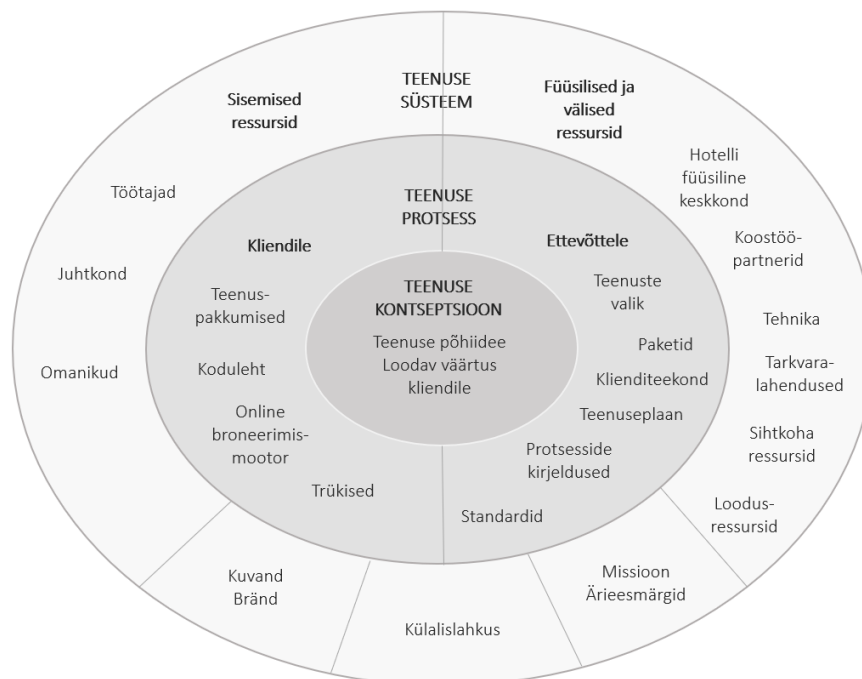 TEENUSE
SÜSTEEM
Sisemised
ressursid
Füüsilised ja
välised
ressursid
Töötajad
Juhtkond
Omanikud
Hotelli
füüsiline
keskkond
Koostöö-
partnerid
Tehnika
Tarkvara-
lahendused
Sihtkoha
ressursid
Loodus-
ressursid
TEENUSE
PROTSESS
Kliendile
Teenus-
pakkumised
Koduleht
Online
broneerimis-
mootor
Trükised
Ettevõttele
Teenuste
valik
Paketid
Klienditeekond
Teenuseplaan
Protsesside
kirjeldused
Standardid
TEENUSE
KONTSEPTSIOON
Teenuse põhiidee
Loodav väärtus
kliendile
Kuvand
Bränd
Külalislahkus
Missioon
Ärieesmärgid